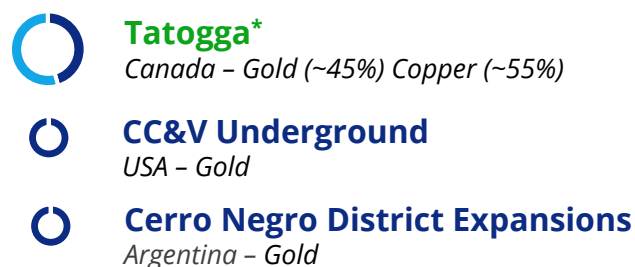 Tatogga*
Canada – Gold (~45%) Copper (~55%)
CC&V Underground
USA – Gold
Cerro Negro District Expansions
Argentina – Gold